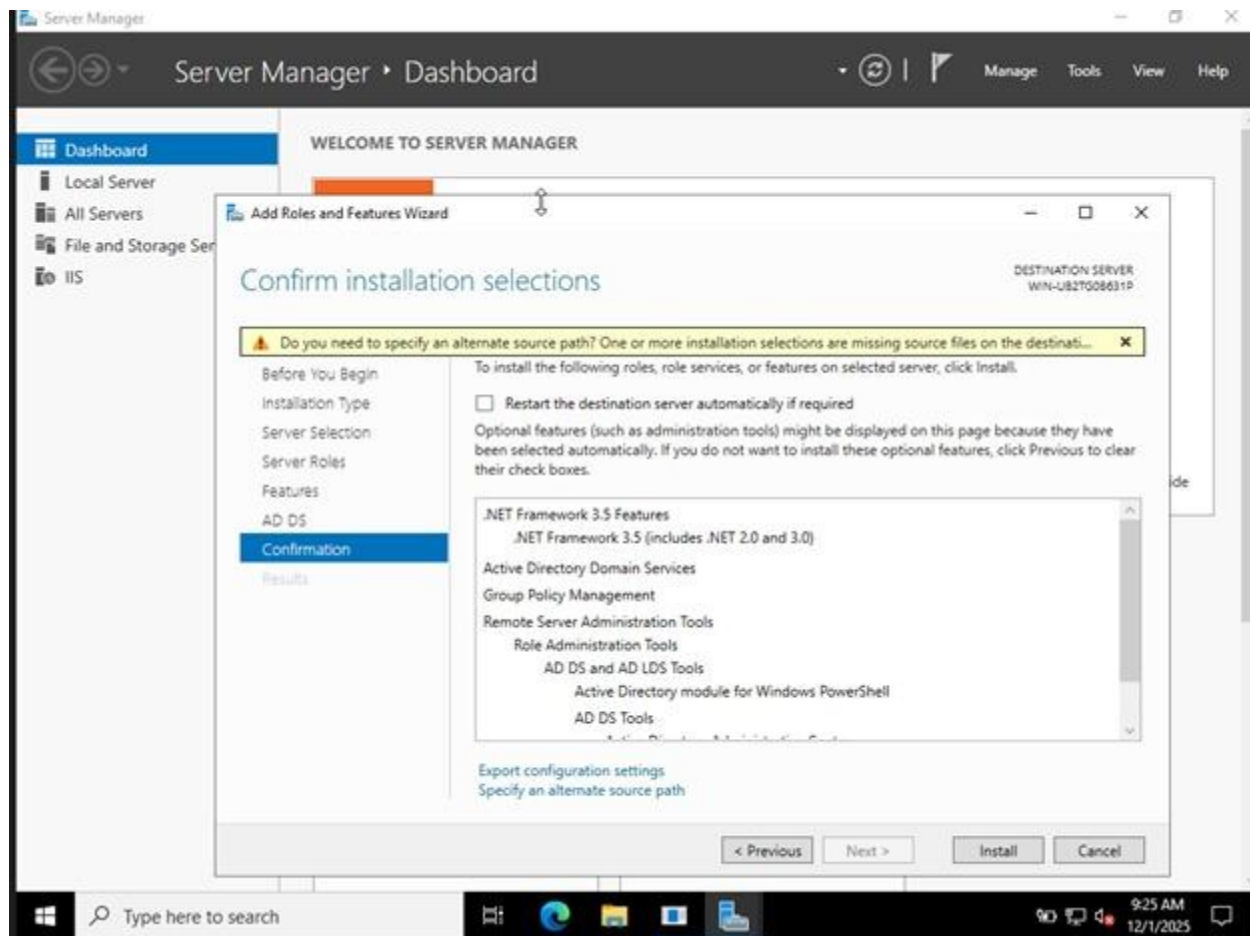 Server Manager
Server Manager • Dashboard
Manage Tools View Help
Dashboard
Local Server
All Servers
File and Storage Ser
IIS
WELCOME TO SERVER MANAGER
Add Roles and Features Wizard
Confirm installation selections
DESTINATION SERVER
WIN-UB2TG08631P
Do you need to specify an alternate source path? One or more installation selections are missing source files on the destinati...
Before You Begin
Installation Type
Server Selection
Server Roles
Features
AD DS
Confirmation
Results
To install the following roles, role services, or features on selected server, click Install.
Restart the destination server automatically if required
Optional features (such as administration tools) might be displayed on this page because they have
been selected automatically. If you do not want to install these optional features, click Previous to clear
their check boxes.
.NET Framework 3.5 Features
.NET Framework 3.5 (includes .NET 2.0 and 3.0)
Active Directory Domain Services
Group Policy Management
Remote Server Administration Tools
Role Administration Tools
AD DS and AD LDS Tools
Active Directory module for Windows PowerShell
AD DS Tools
Export configuration settings
Specify an alternate source path
ide
< Previous
Next >
Install
Cancel
Type here to search
9:25 AM
12/1/2025